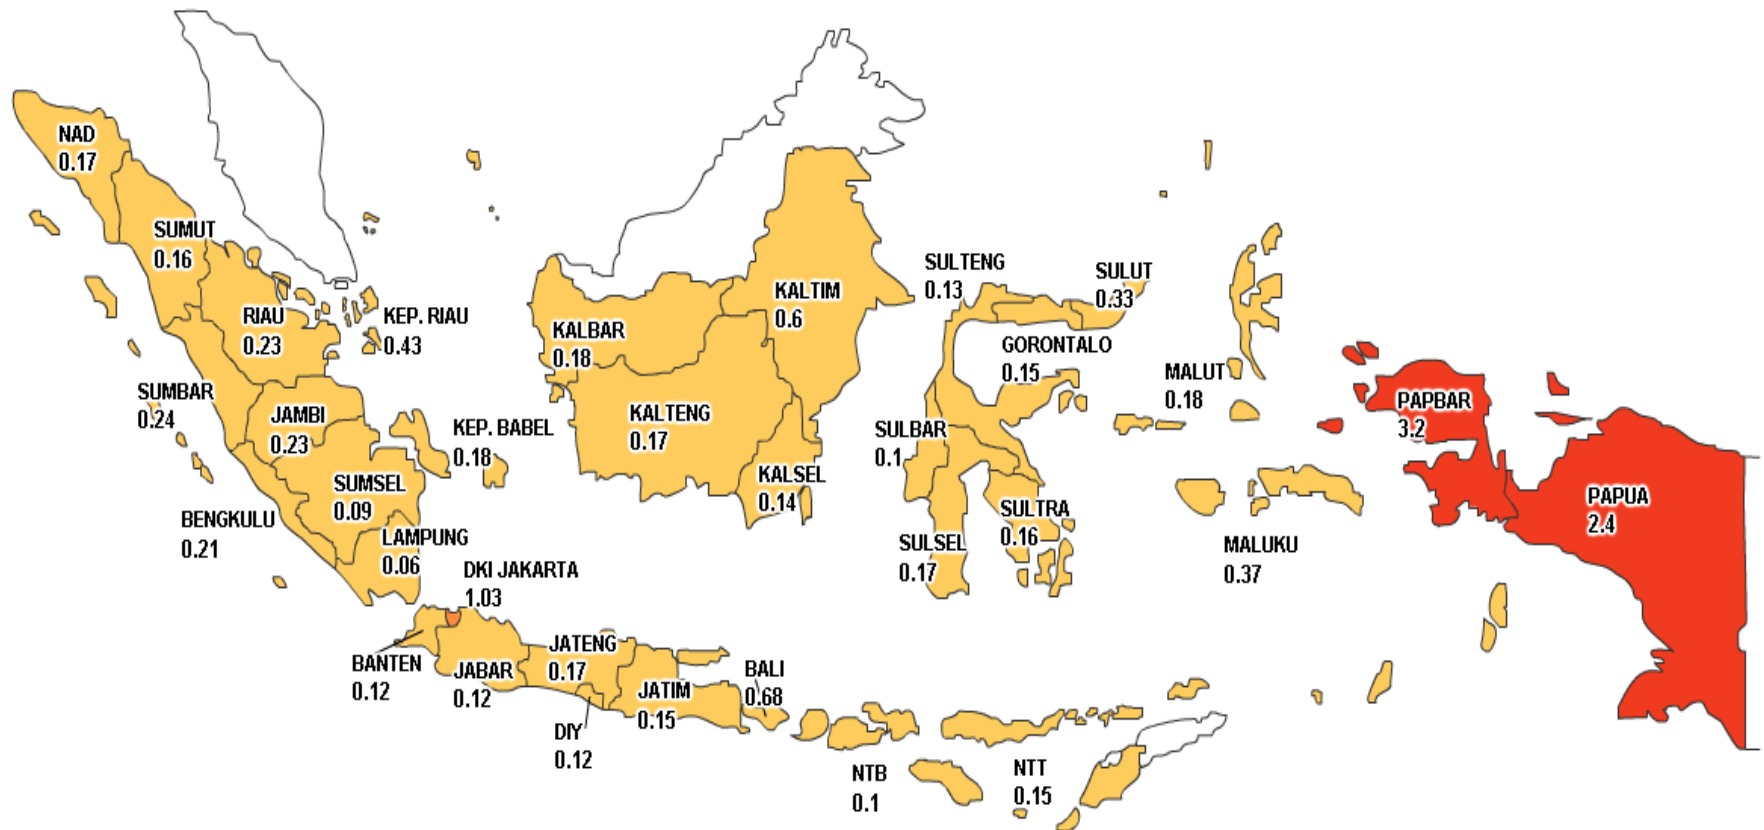 NAD
0.17
SUMUT
0.16
RIAU
0.23
KEP. RIAU
0.43
SUMBAR
0.24
JAMBI
0.23
KEP. BABEL
0.18
SUMSEL
0.09
BENGKULU
0.21
LAMPUNG
0.06
DKI JAKARTA
1.03
BANTEN
0.12
JABAR
0.12
JATENG
0.17
DIY
0.12
JATIM
0.15
BALI
0.68
NTB
0.1
NTT
0.15
KALBAR
0.18
KALTIM
0.6
KALTENG
0.17
KALSEL
0.14
SULTENG
0.13
SULUT
0.33
GORONTALO
0.15
SULBAR
0.1
SULSEL
0.17
SULTRA
0.16
MALUT
0.18
MALUKU
0.37
PAPBAR
3.2
PAPUA
2.4